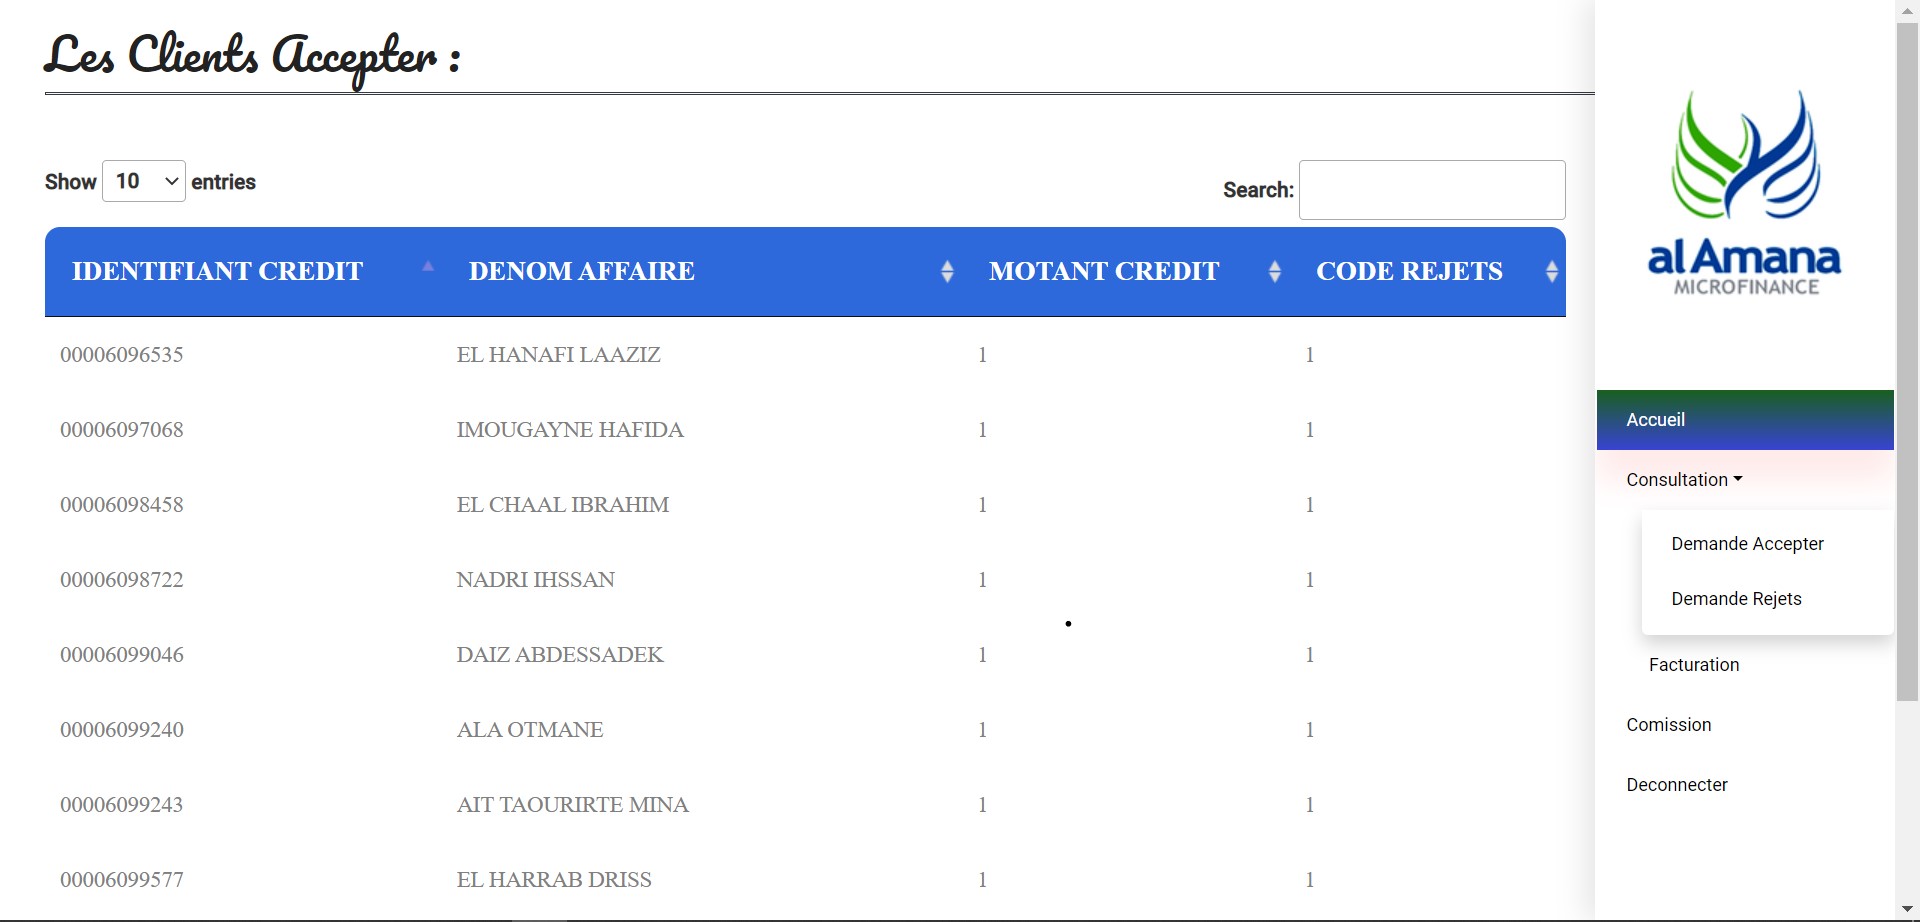 Les Clients Accepter :
Show 10 entries
Search:
IDENTIFIANT CREDIT DENOM AFFAIRE MOTANT CREDIT CODE REJETS
00006096535 EL HANAFI LAAZIZ 1 1
00006097068 IMOUGAYNE HAFIDA 1 1
00006098458 EL CHAAL IBRAHIM 1 1
00006098722 NADRI IHSSAN 1 1
00006099046 DAIZ ABDESSADEK 1 1
00006099240 ALA OTMANE 1 1
00006099243 AIT TAOURIRTE MINA 1 1
00006099577 EL HARRAB DRISS 1 1
al Amana
MICROFINANCE
Accueil
Consultation
Demande Accepter
Demande Rejets
Facturation
Comission
Deconnecter